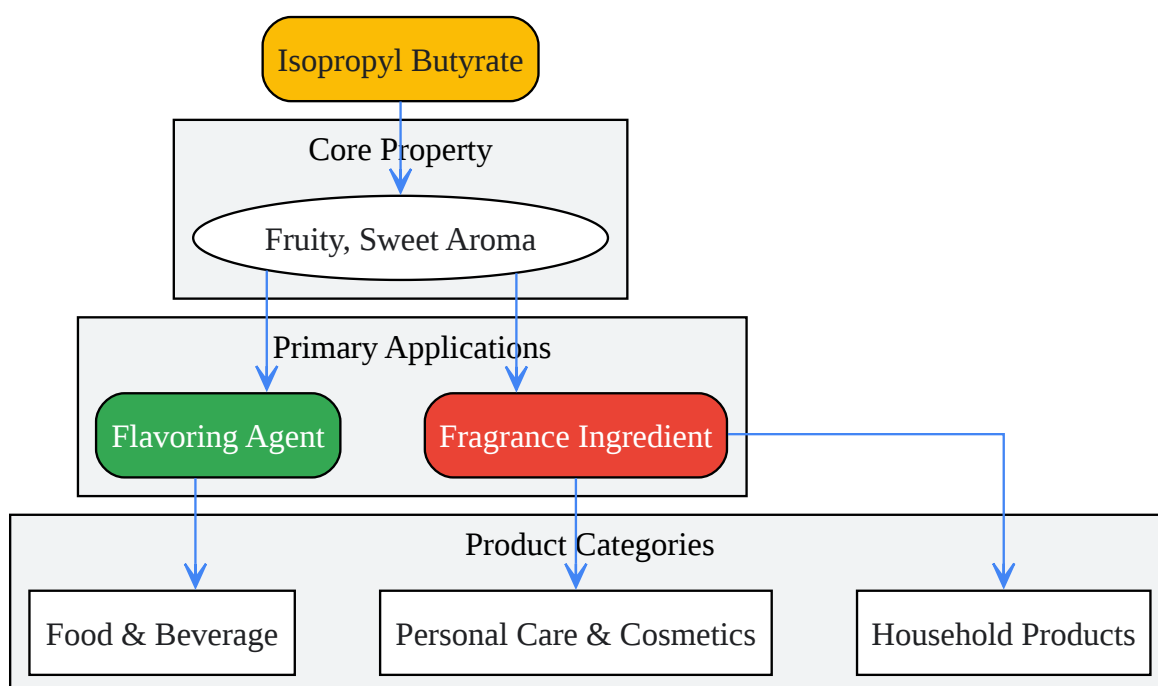 Isopropyl Butyrate
Core Property
Fruity, Sweet Aroma
Primary Applications
Flavoring Agent
Fragrance Ingredient
Product Categories
Food & Beverage
Personal Care & Cosmetics
Household Products